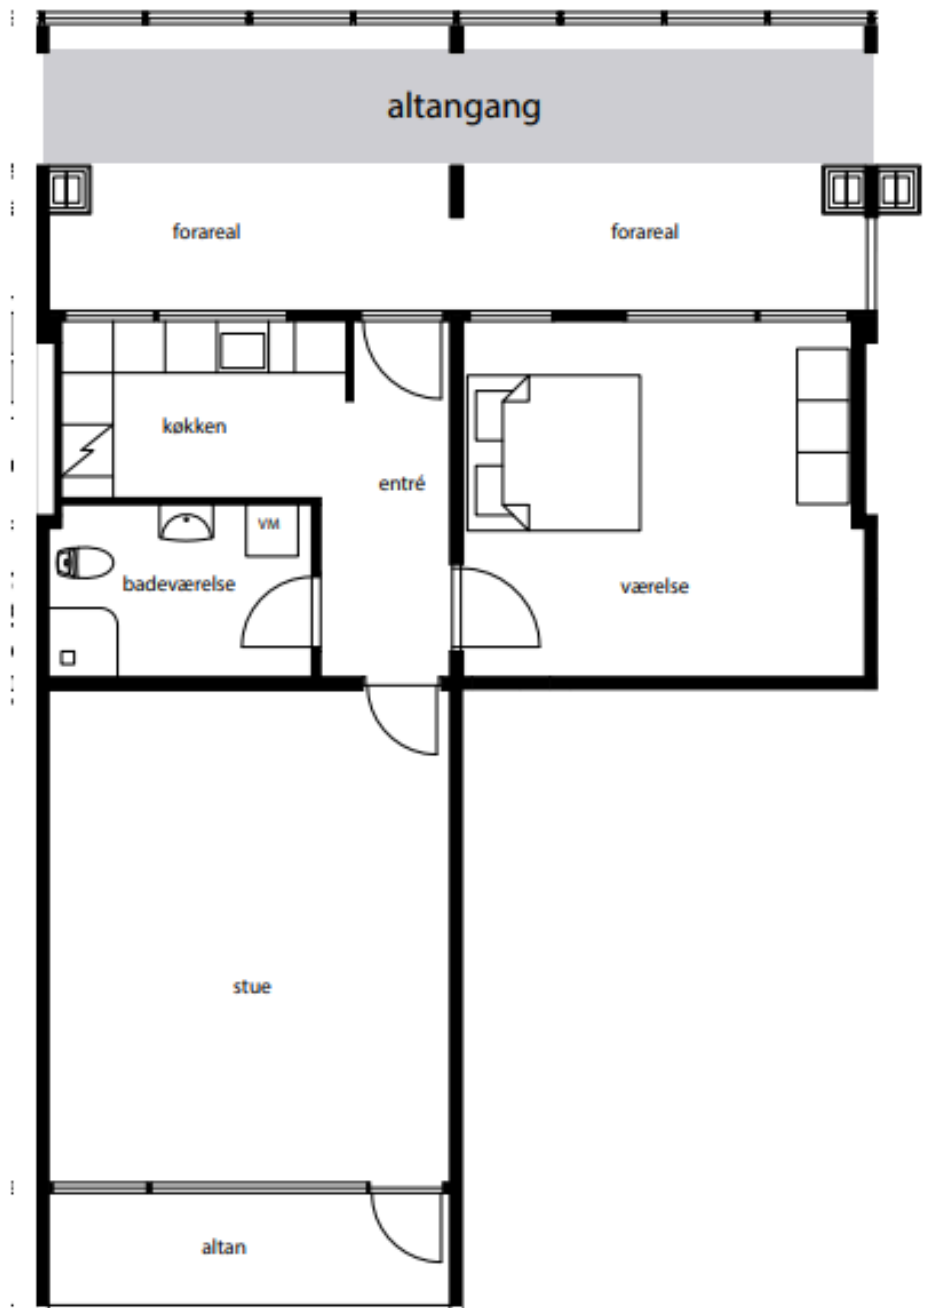 altangang
forareal
forareal
køkken
entré
VM
badeværelse
værelse
stue
altan